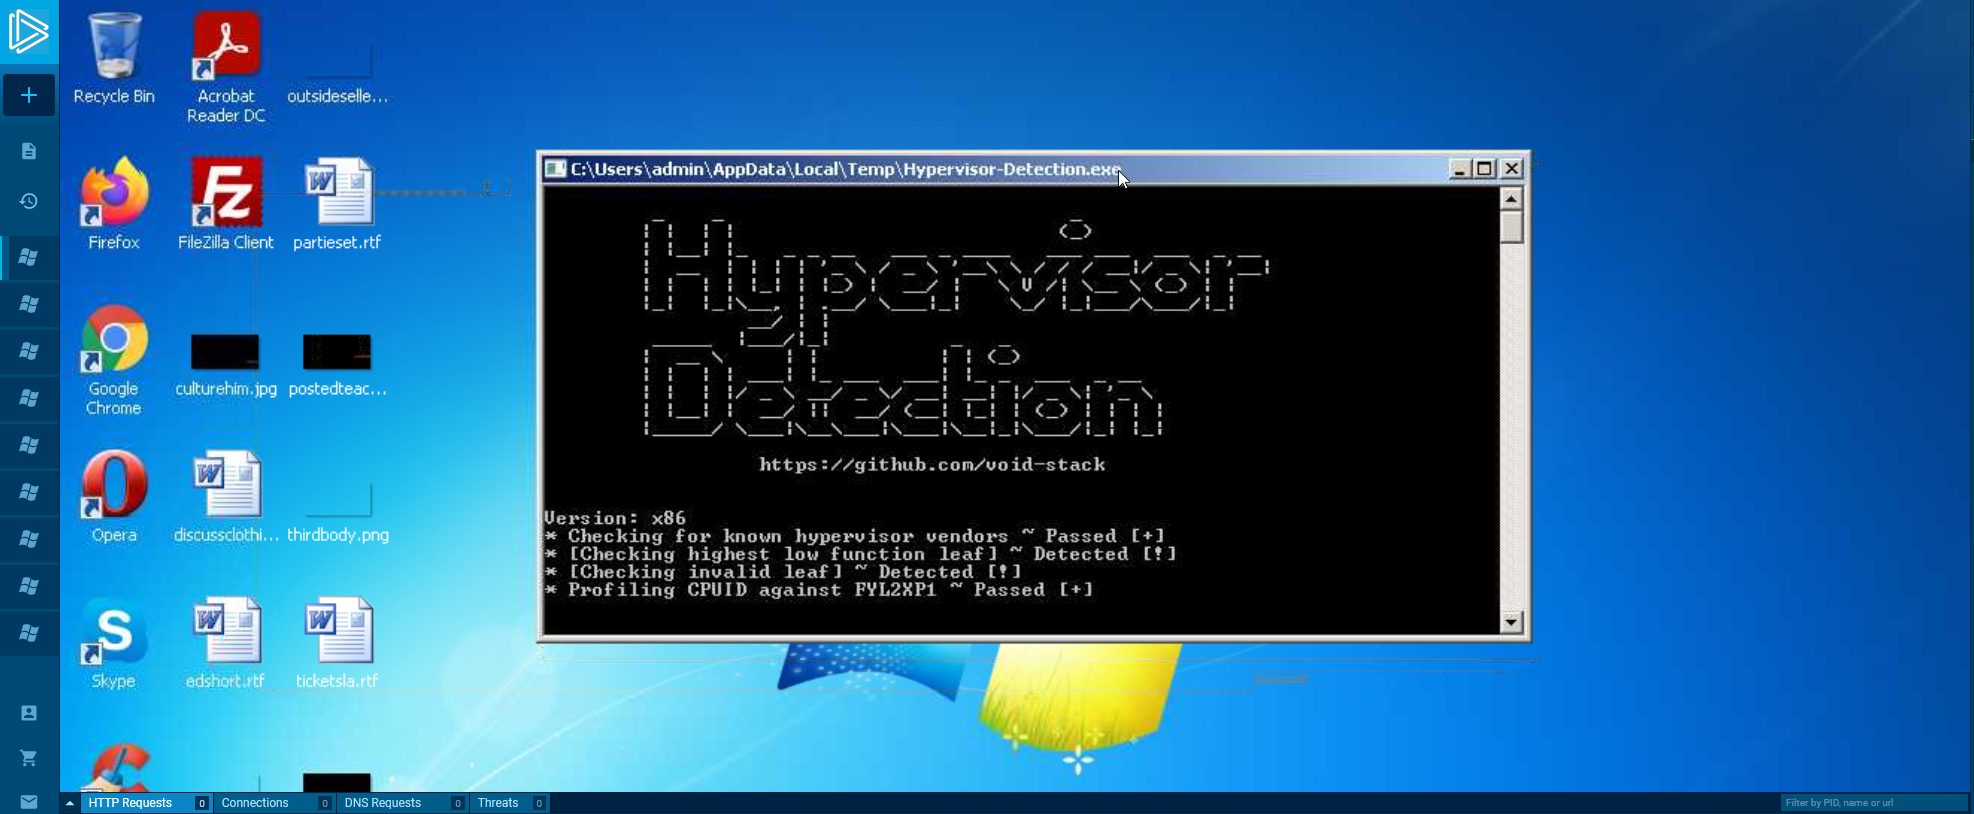 Recycle Bin
Acrobat
Reader DC
outsideselle...
Firefox
FileZilla Client
partieset.rtf
Google
Chrome
culturehim.jpg
postedteac...
Opera
discussclothi...
thirdbody.png
Skype
edshort.rtf
ticketsla.rtf
C:\Users\admin\AppData\Local\Temp\Hypervisor-Detection.exe
Hypervisor
Detection
https://github.com/void-stack
Version: x86
* Checking for known hypervisor vendors ~ Passed [+]
* [Checking highest low function leaf] ~ Detected [!]
* [Checking invalid leaf] ~ Detected [!]
* Profiling CPUID against FYL2XP1 ~ Passed [+]
HTTP Requests 0 Connections 0 DNS Requests 0 Threats 0
Filter by PID, name or url